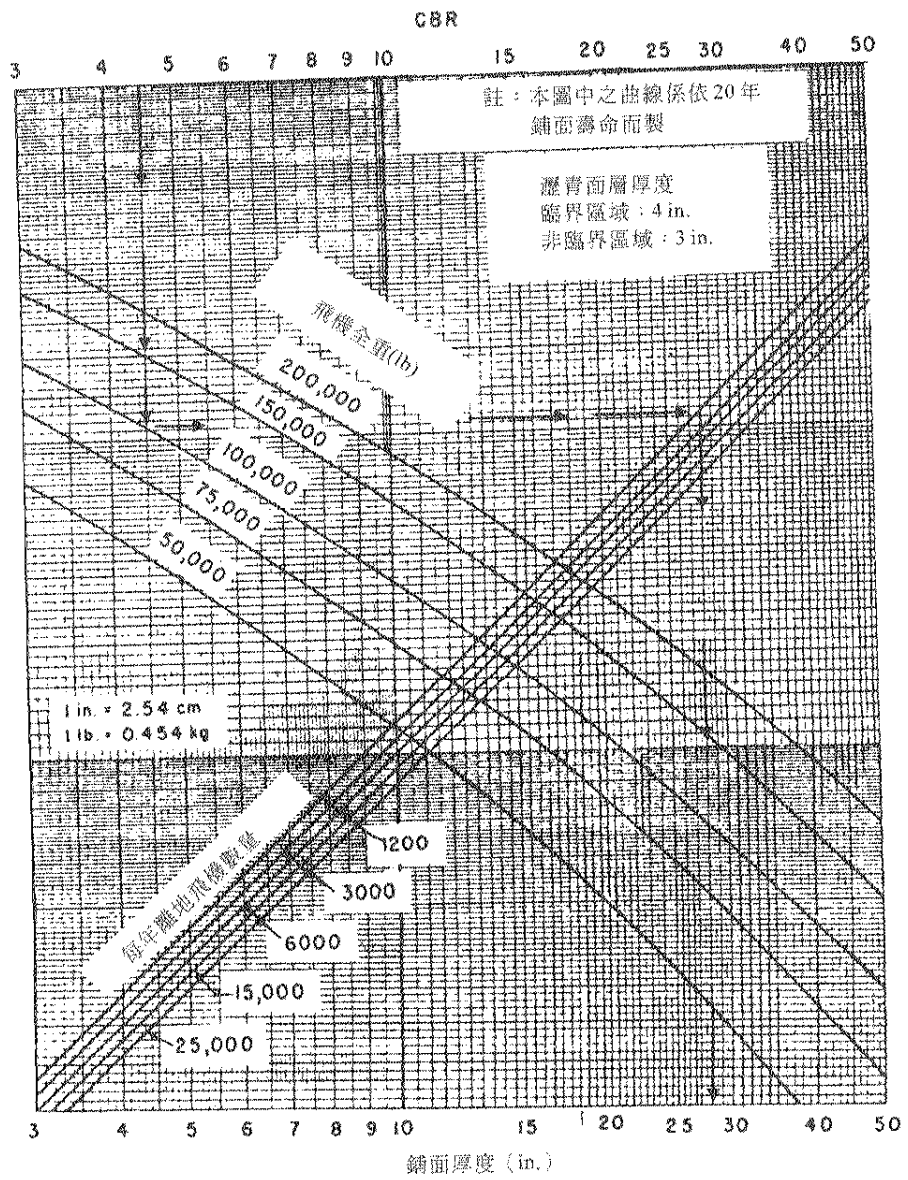 CBR
3 4 5 6 7 8 9 10 15 20 25 30 40 50
註：本圖中之曲線係依20年
鋪面壽命而製
瀝青面層厚度
臨界區域：4 in.
非臨界區域：3 in.
飛機全重(lb)
200,000
150,000
100,000
75,000
50,000
1 in. = 2.54 cm
1 lb. = 0.454 kg
每年離地飛機數量
1200
3000
6000
15,000
25,000
3 4 5 6 7 8 9 10 15 20 25 30 40 50
鋪面厚度（in.）